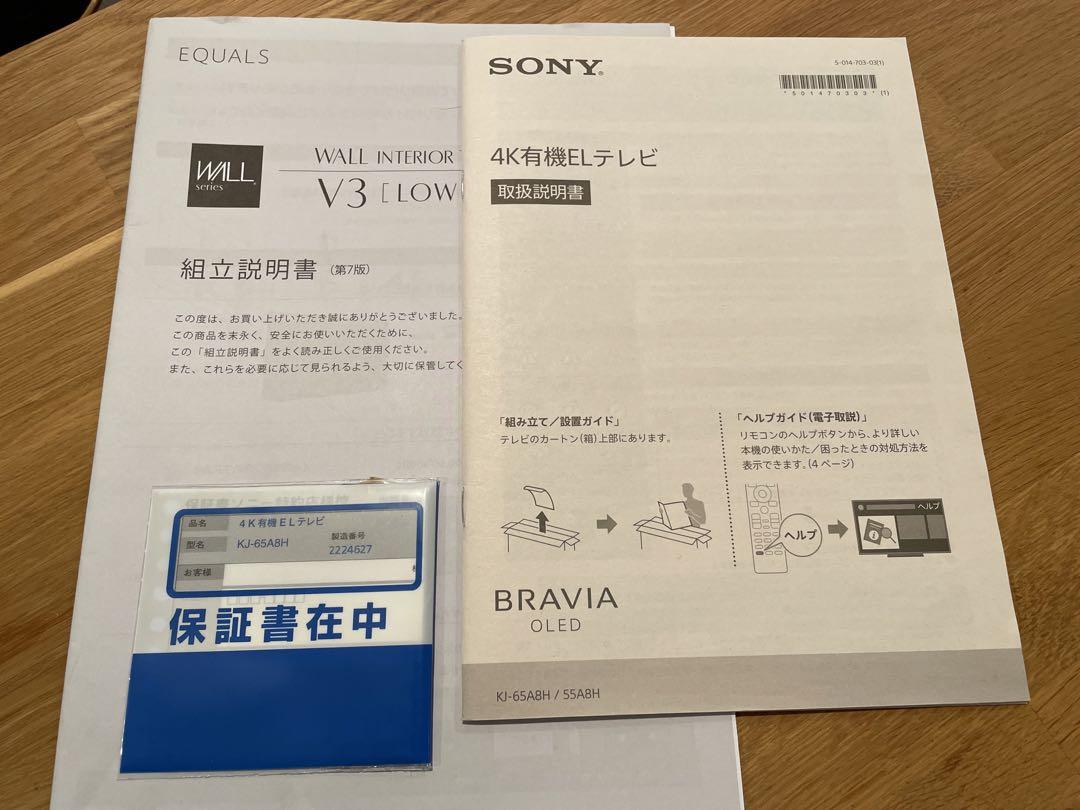 EQUALS
WALL
series
WALL INTERIOR
V3 [LOW
組立説明書（第7版）
この度は、お買い上げいただき誠にありがとうございました。
この商品を末永く、安全にお使いいただくために、
この「組立説明書」をよく読み正しくご使用ください。
また、これらを必要に応じて見られるよう、大切に保管してく
SONY
5-014-703-03(1)
*501470303*(1)
4K有機ELテレビ
取扱説明書
「組み立て／設置ガイド」
テレビのカートン（箱）上部にあります。
「ヘルプガイド（電子取説）」
リモコンのヘルプボタンから、より詳しい
本機の使いかた／困ったときの対処方法を
表示できます。（4 ページ）
ヘルプ
ヘルプ
BRAVIA
OLED
KJ-65A8H / 55A8H
品名 4K有機ELテレビ
型名 KJ-65A8H 製造番号
2224627
お客様
保証書在中